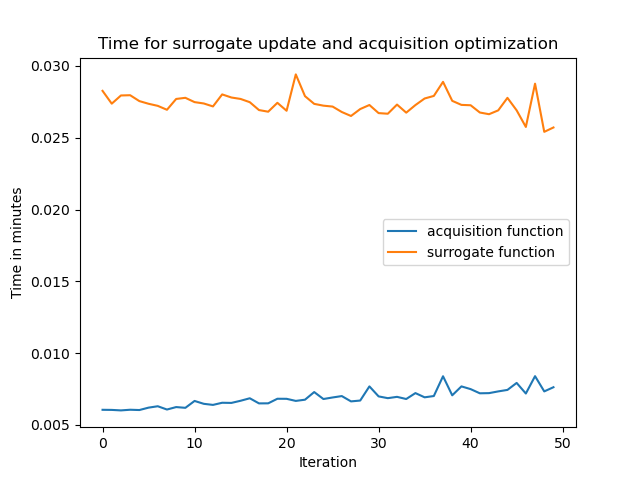 Time for surrogate update and acquisition optimization
0.030
0.025
0.020
0.015
0.010
0.005
Time in minutes
acquisition function
surrogate function
0 10 20 30 40 50
Iteration